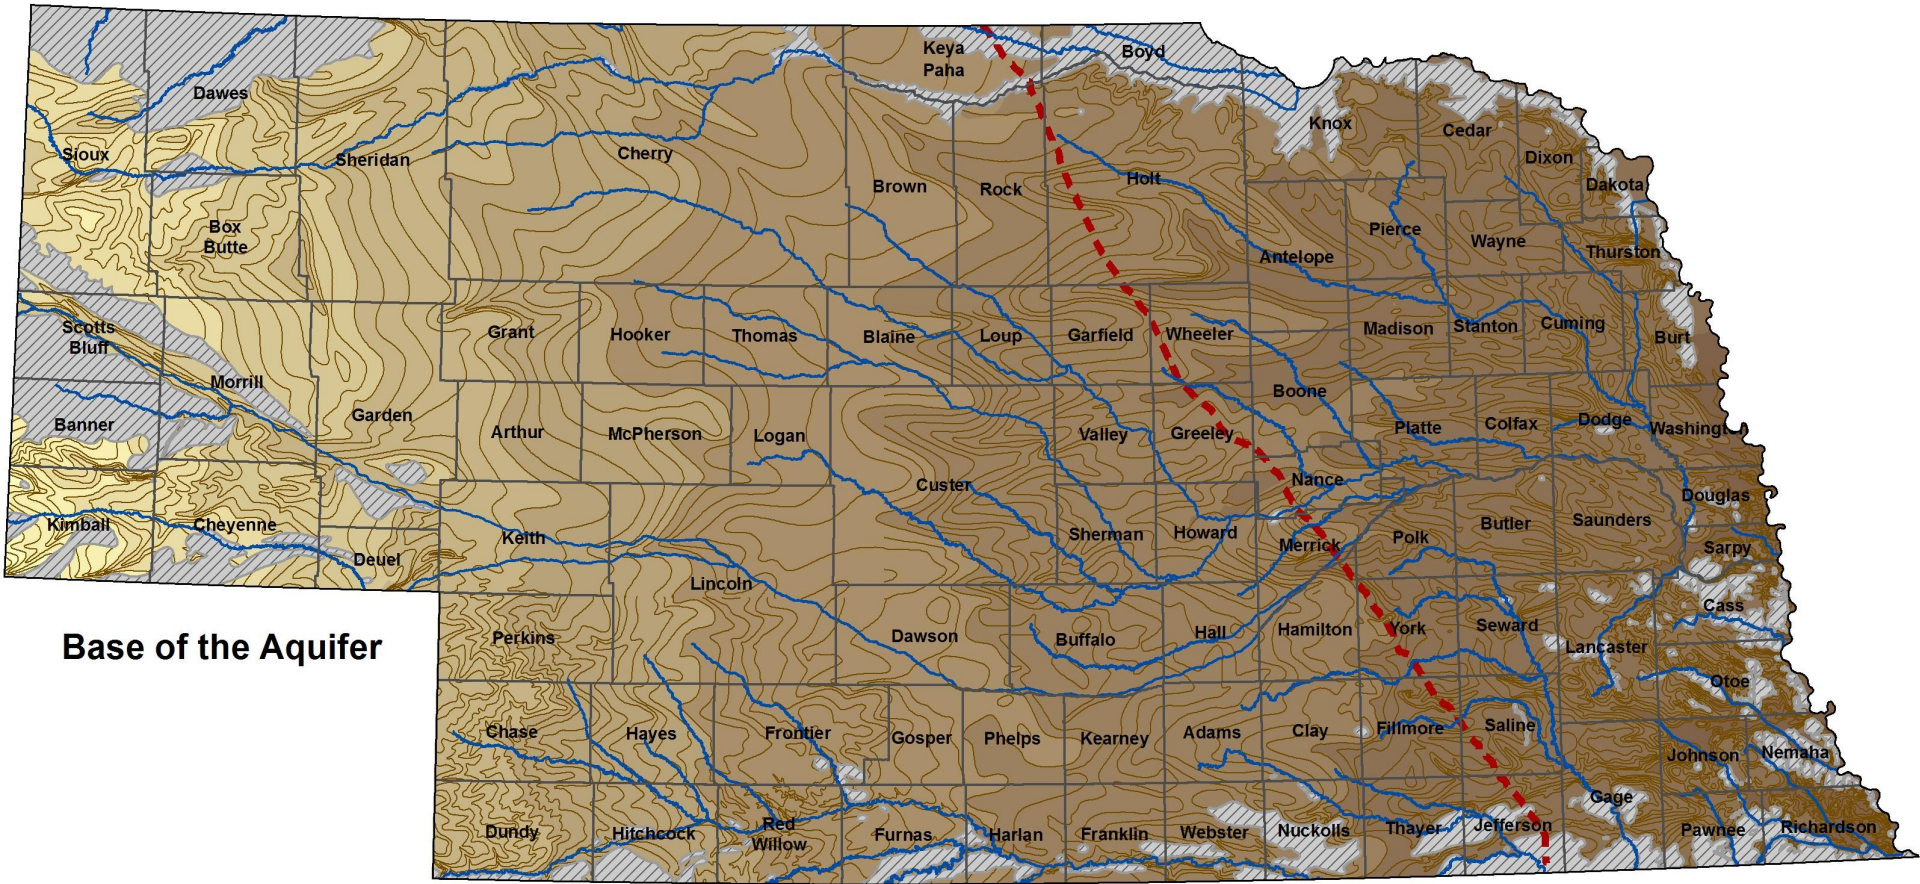 Keya
Paha
Boyd
Dawes
Knox
Cedar
Sioux
Sheridan
Cherry
Brown
Rock
Holt
Dixon
Dakota
Box
Butte
Pierce
Antelope
Wayne
Thurston
Scotts
Bluff
Grant
Hooker
Thomas
Blaine
Loup
Garfield
Wheeler
Madison
Stanton
Cuming
Burt
Morrill
Boone
Banner
Garden
Arthur
McPherson
Logan
Valley
Greeley
Platte
Colfax
Dodge
Washington
Custer
Nance
Douglas
Kimball
Cheyenne
Keith
Sherman
Howard
Merrick
Polk
Butler
Saunders
Sarpy
Deuel
Lincoln
Cass
Base of the Aquifer
Perkins
Dawson
Buffalo
Hall
Hamilton
York
Seward
Lancaster
Otoe
Chase
Hayes
Frontier
Gosper
Phelps
Kearney
Adams
Clay
Fillmore
Saline
Johnson
Nemaha
Gage
Dundy
Hitchcock
Red
Willow
Furnas
Harlan
Franklin
Webster
Nuckolls
Thayer
Jefferson
Pawnee
Richardson